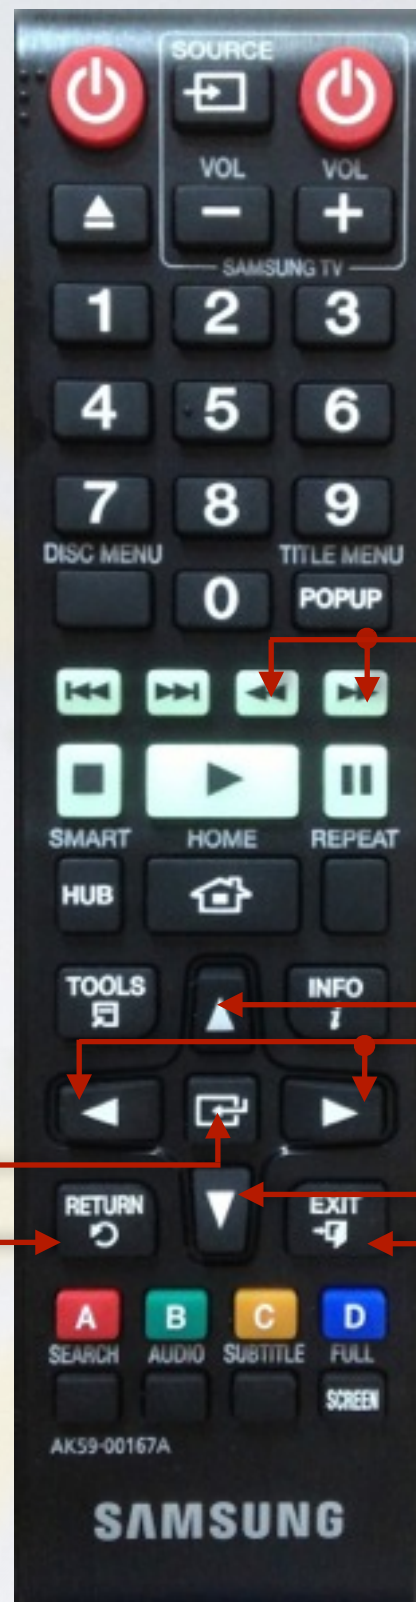 SOURCE
VOL VOL
SAMSUNG TV
1 2 3
4 5 6
7 8 9
DISC MENU TITLE MENU
0 POPUP
SMART HOME REPEAT
HUB
TOOLS INFO
i
RETURN EXIT
A B C D
SEARCH AUDIO SUBTITLE FULL
SCREEN
AK59-00167A
SAMSUNG